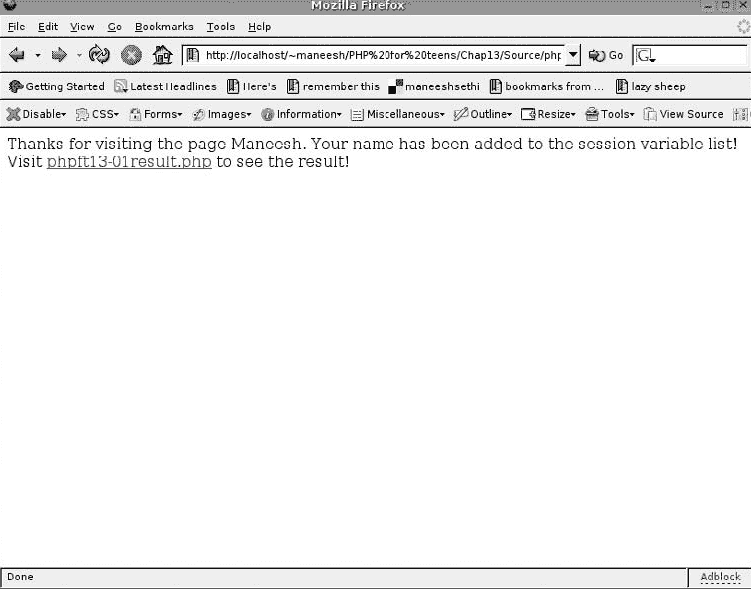 Mozilla Firefox
File Edit View Go Bookmarks Tools Help
http://localhost/~maneesh/PHP%20for%20teens/Chap13/Source/php Go G
Getting Started Latest Headlines Here's remember this maneeshsethi bookmarks from ... lazy sheep
Disable CSS Forms Images Information Miscellaneous Outline Resize Tools View Source
Thanks for visiting the page Maneesh. Your name has been added to the session variable list!
Visit phpft13-01result.php to see the result!
Done Adblock